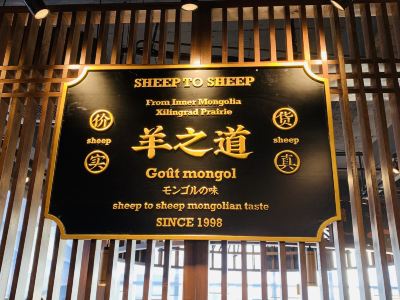 SHEEP TO SHEEP
From Inner Mongolia
Xilingrad Prairie
价 货
羊之道
sheep sheep
实 真
Goût mongol
モンゴルの味
sheep to sheep mongolian taste
SINCE 1998